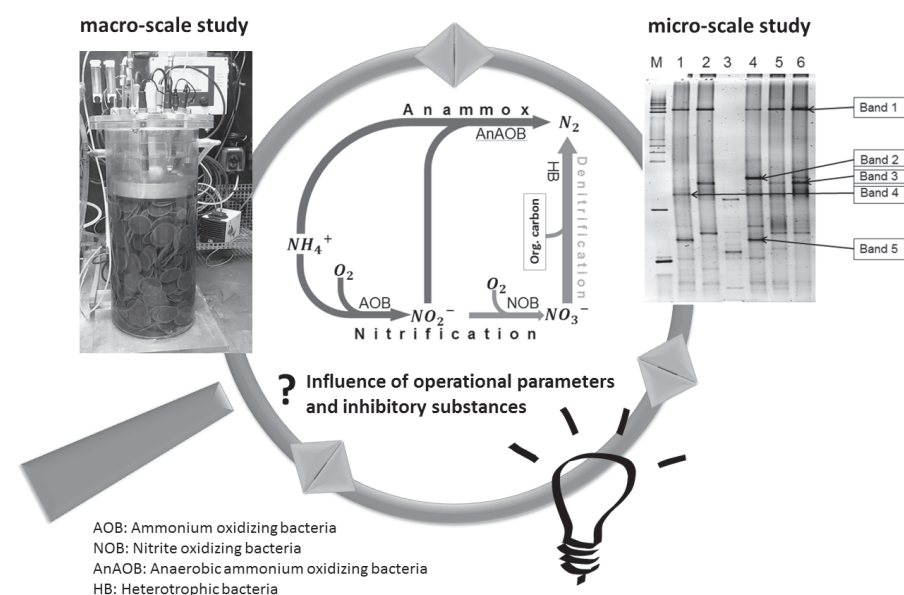 macro-scale study
micro-scale study
M 1 2 3 4 5 6
Band 1
Band 2
Band 3
Band 4
Band 5
Anammox
AnAOB
N₂
HB
Denitrification
Org. carbon
NH₄⁺
O₂
AOB
NO₂⁻
O₂
NOB
NO₃⁻
Nitrification
? Influence of operational parameters
and inhibitory substances
AOB: Ammonium oxidizing bacteria
NOB: Nitrite oxidizing bacteria
AnAOB: Anaerobic ammonium oxidizing bacteria
HB: Heterotrophic bacteria